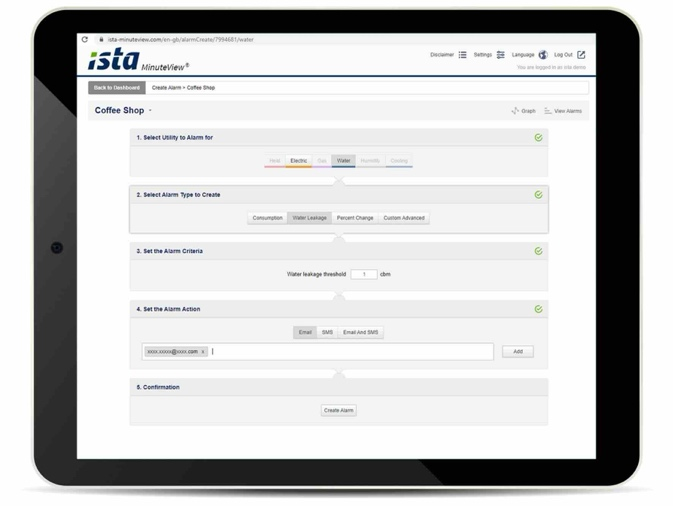 ista-minuteview.com/en-gb/alarmCreate/7994681/water
ista MinuteView®
Disclaimer Settings Language Log Out
You are logged in as ista demo
Back to Dashboard Create Alarm > Coffee Shop
Coffee Shop
Graph View Alarms
1. Select Utility to Alarm for
Heat Electric Gas Water Humidity Cooling
2. Select Alarm Type to Create
Consumption Water Leakage Percent Change Custom Advanced
3. Set the Alarm Criteria
Water leakage threshold 1 cbm
4. Set the Alarm Action
Email SMS Email And SMS
xxxx.xxxxx@xxxx.com x
Add
5. Confirmation
Create Alarm